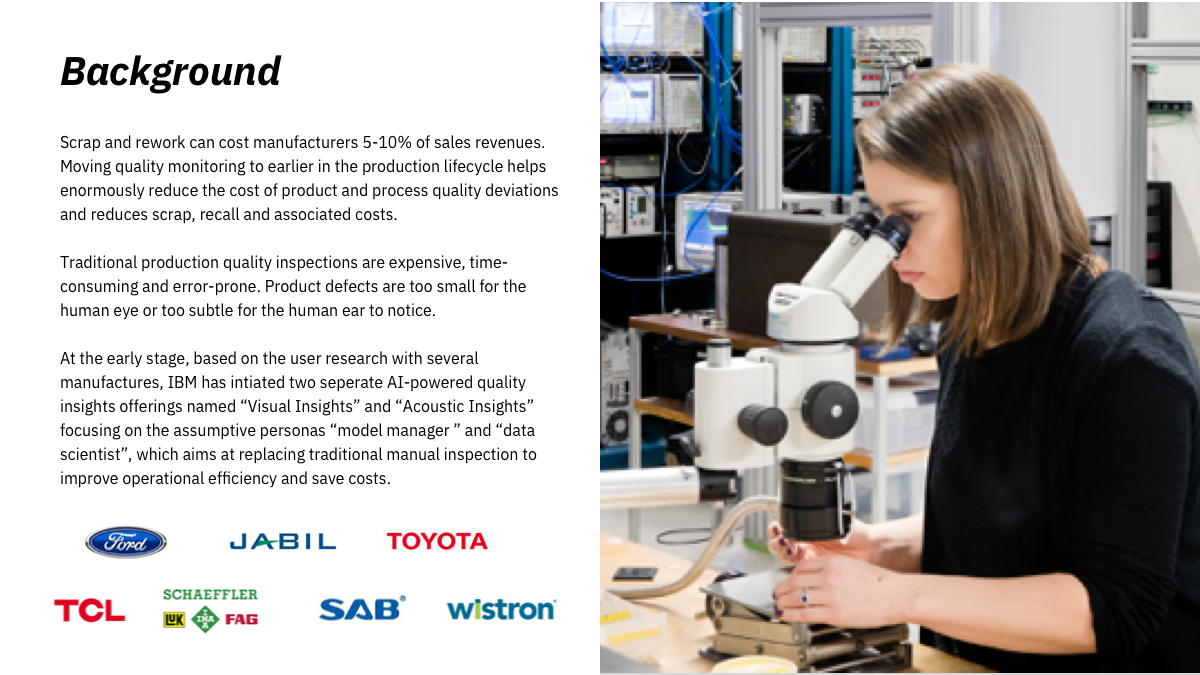 Background
Scrap and rework can cost manufacturers 5-10% of sales revenues.
Moving quality monitoring to earlier in the production lifecycle helps
enormously reduce the cost of product and process quality deviations
and reduces scrap, recall and associated costs.
Traditional production quality inspections are expensive, time-
consuming and error-prone. Product defects are too small for the
human eye or too subtle for the human ear to notice.
At the early stage, based on the user research with several
manufactures, IBM has intiated two seperate AI-powered quality
insights offerings named “Visual Insights” and “Acoustic Insights”
focusing on the assumptive personas “model manager ” and “data
scientist”, which aims at replacing traditional manual inspection to
improve operational efficiency and save costs.
Ford JABIL TOYOTA
TCL SCHAEFFLER SAB® wistron
LUK INA FAG